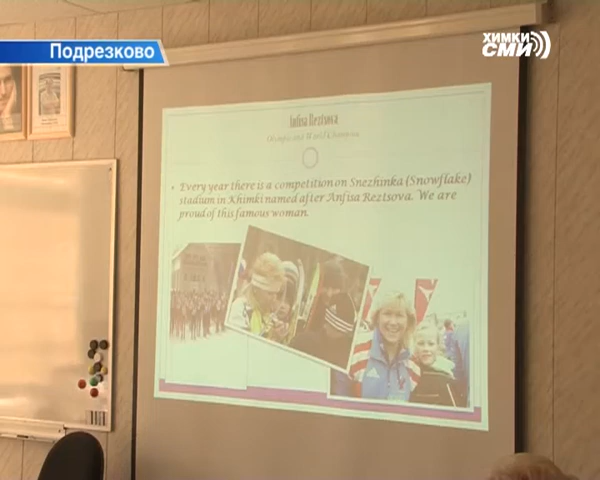 Подрезково
ХИМКИ
СМИ
Anfisa Reztsova
Olympic and World Champion
• Every year there is a competition on Snezhinka (Snowflake)
stadium in Khimki named after Anfisa Reztsova. We are
proud of this famous woman.